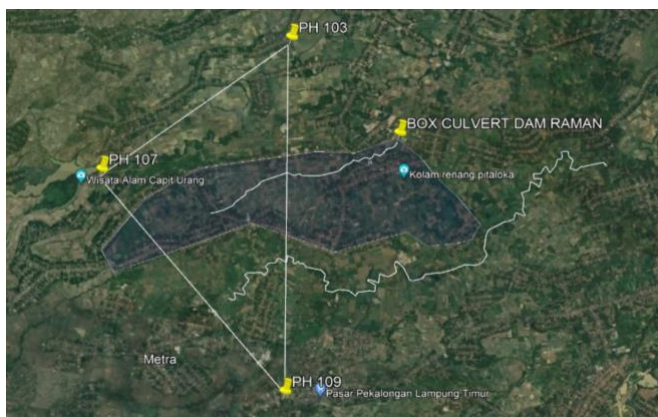 PH 103
BOX CULVERT DAM RAMAN
PH 107
Wisata Alam Capit Urang
Kolam renang pitaloka
Metra
PH 109
Pasar Pekalongan Lampung Timur